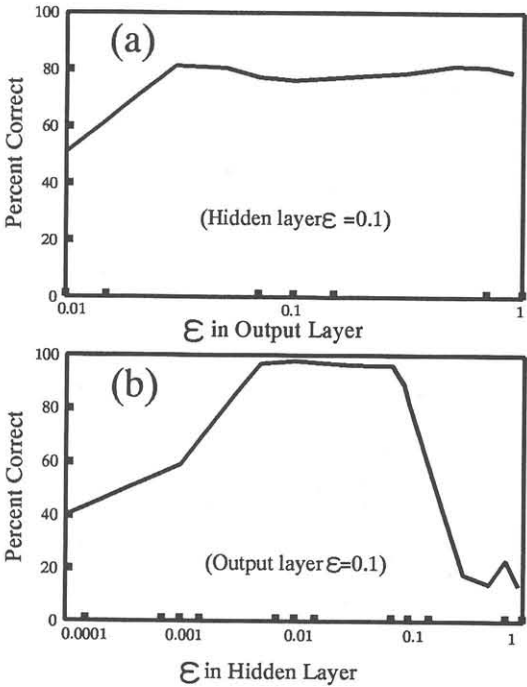 (a)
Percent Correct
100
80
60
40
20
0
(Hidden layer ε =0.1)
0.01 0.1 1
ε in Output Layer
(b)
Percent Correct
100
80
60
40
20
0
(Output layer ε=0.1)
0.0001 0.001 0.01 0.1 1
ε in Hidden Layer